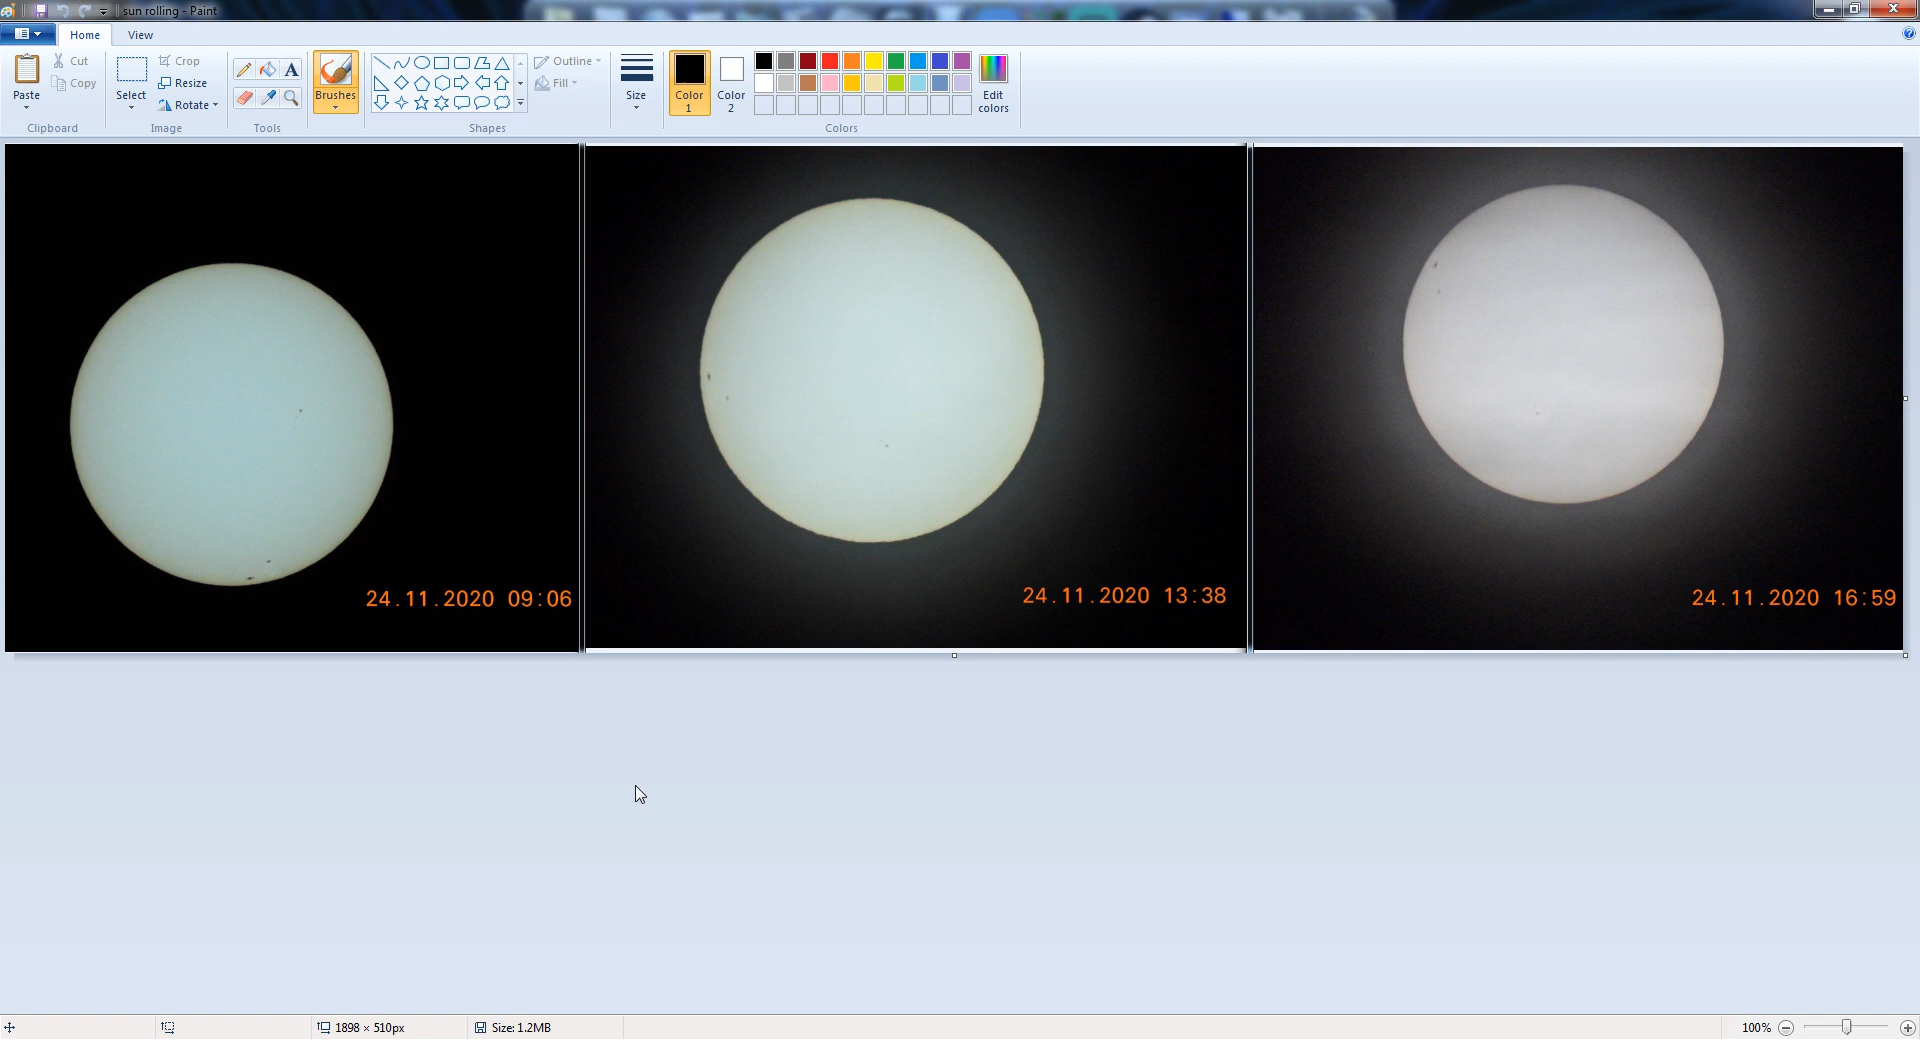 sun rolling - Paint
Home
View
Paste
Cut
Copy
Clipboard
Select
Crop
Resize
Rotate
Image
A
Tools
Brushes
Outline
Fill
Shapes
Size
Color
1
Color
2
Edit
colors
Colors
24.11.2020 09:06
24.11.2020 13:38
24.11.2020 16:59
1898 × 510px
Size: 1.2MB
100%